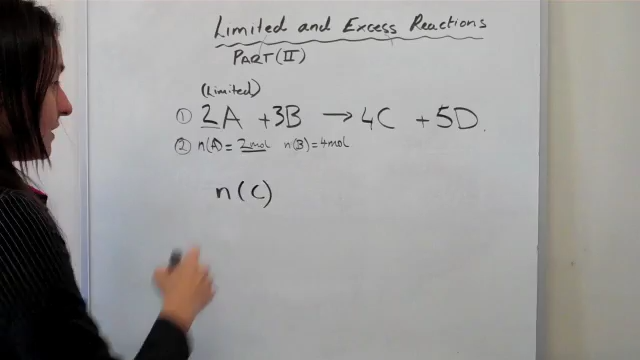 Limited and Excess Reactions
PART (II)
(Limited)
① 2A + 3B → 4C + 5D.
② n(A) = 2mol n(B) = 4mol
n(C)